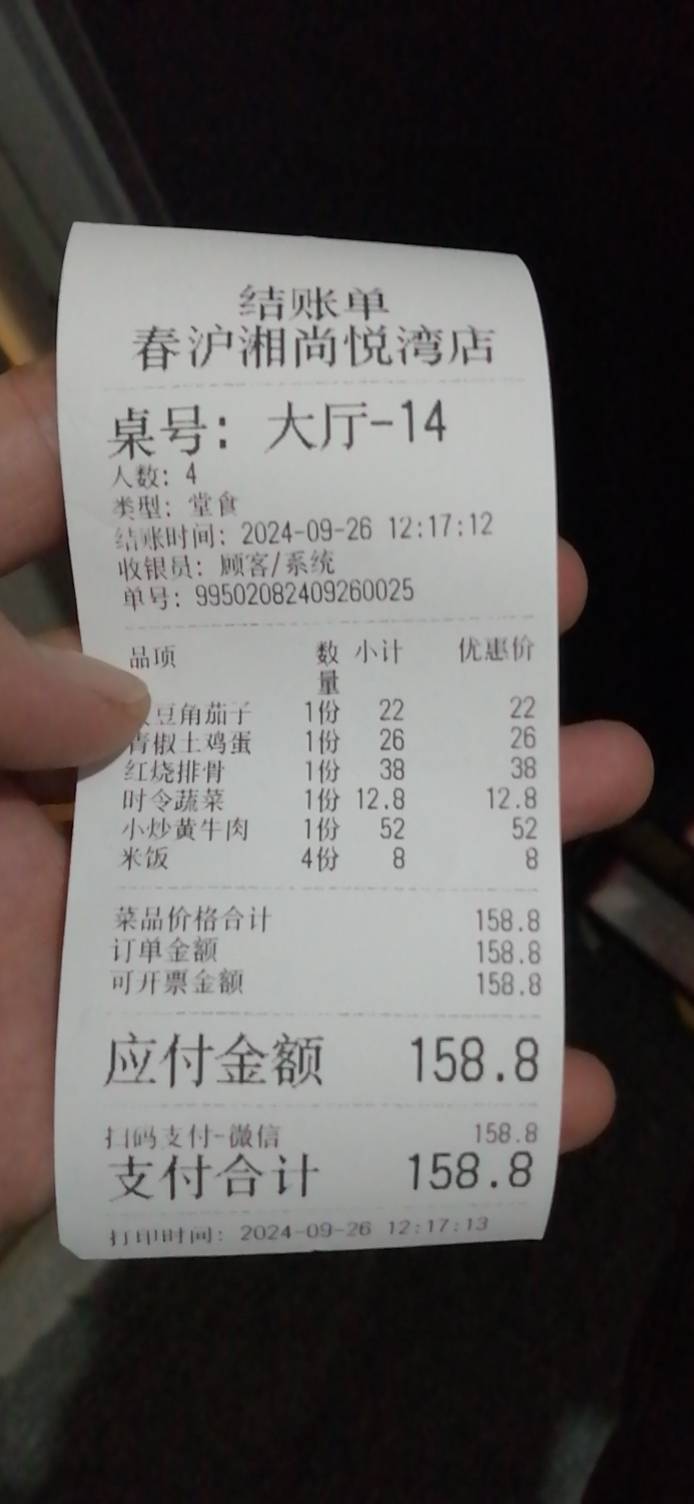 结账单
春沪湘尚悦湾店
桌号: 大厅-14
人数: 4
类型: 堂食
结账时间: 2024-09-26 12:17:12
收银员: 顾客/系统
单号: 99502082409260025
品项 数量 小计 优惠价
豆角茄子 1份 22 22
青椒土鸡蛋 1份 26 26
红烧排骨 1份 38 38
时令蔬菜 1份 12.8 12.8
小炒黄牛肉 1份 52 52
米饭 4份 8 8
菜品价格合计 158.8
订单金额 158.8
可开票金额 158.8
应付金额 158.8
扫码支付-微信 158.8
支付合计 158.8
打印时间: 2024-09-26 12:17:13